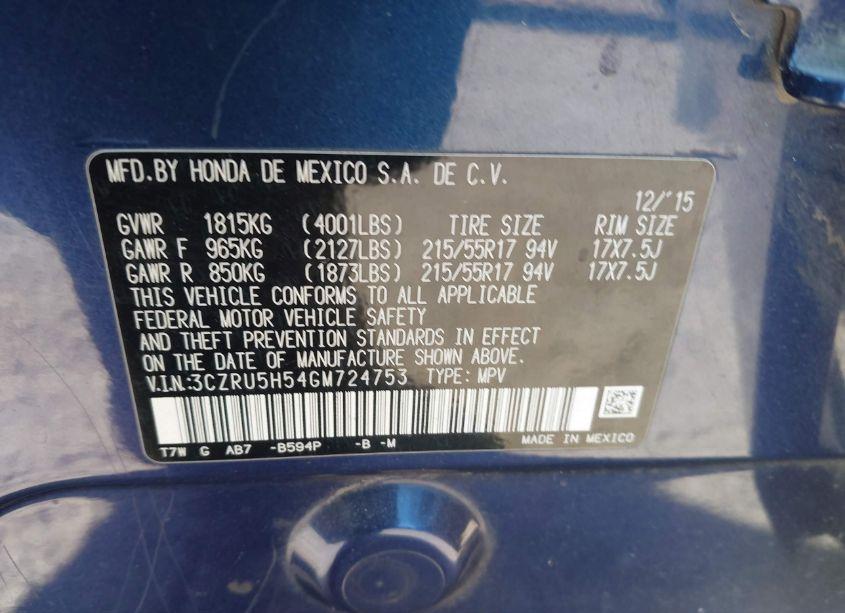 MFD.BY HONDA DE MEXICO S.A. DE C.V.
12/'15
GVWR 1815KG (4001LBS) TIRE SIZE RIM SIZE
GAWR F 965KG (2127LBS) 215/55R17 94V 17X7.5J
GAWR R 850KG (1873LBS) 215/55R17 94V 17X7.5J
THIS VEHICLE CONFORMS TO ALL APPLICABLE
FEDERAL MOTOR VEHICLE SAFETY
AND THEFT PREVENTION STANDARDS IN EFFECT
ON THE DATE OF MANUFACTURE SHOWN ABOVE.
V.I.N:3CZRU5H54GM724753 TYPE: MPV
T7W G AB7 -B594P -B -M MADE IN MEXICO